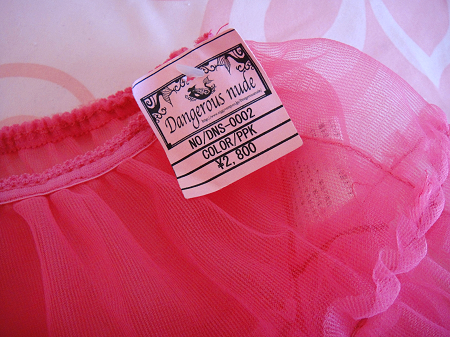 Dangerous nude
NO/DNS-0002
COLOR/PPK
¥2,800